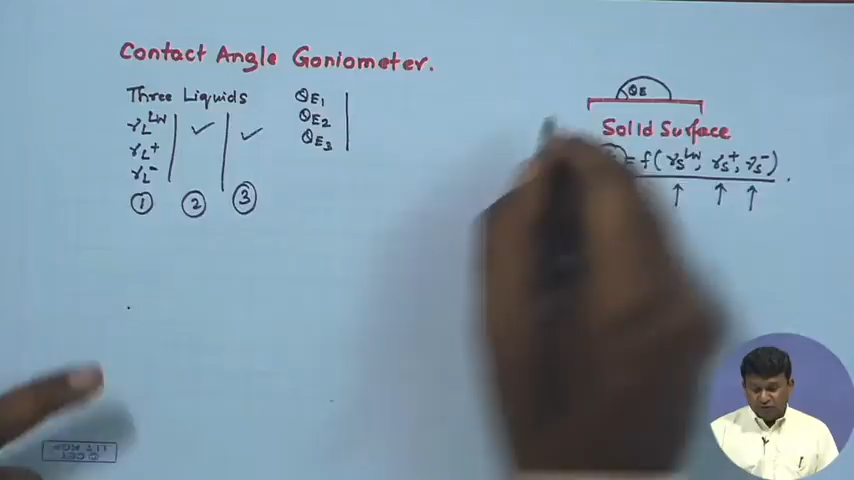 Contact Angle Goniometer.
Three Liquids
γL^LW
γL^+
γL^-
① ② ③
θE1
θE2
θE3
θE
Solid Surface
= f(γS^LW, γS^+, γS^-)